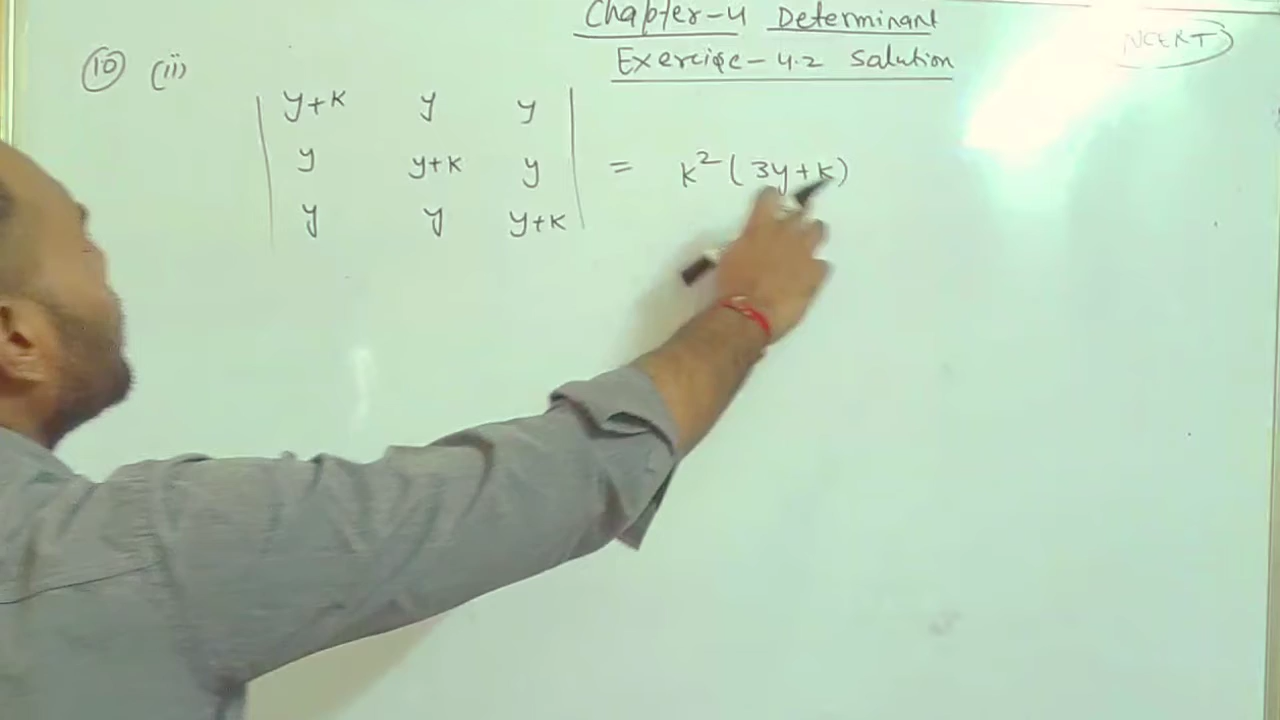 Chapter-4 Determinant
Exercise-4.2 Solution
NCERT
10 (ii)
| y+k y y |
| y y+k y | = k²(3y+k)
| y y y+k |